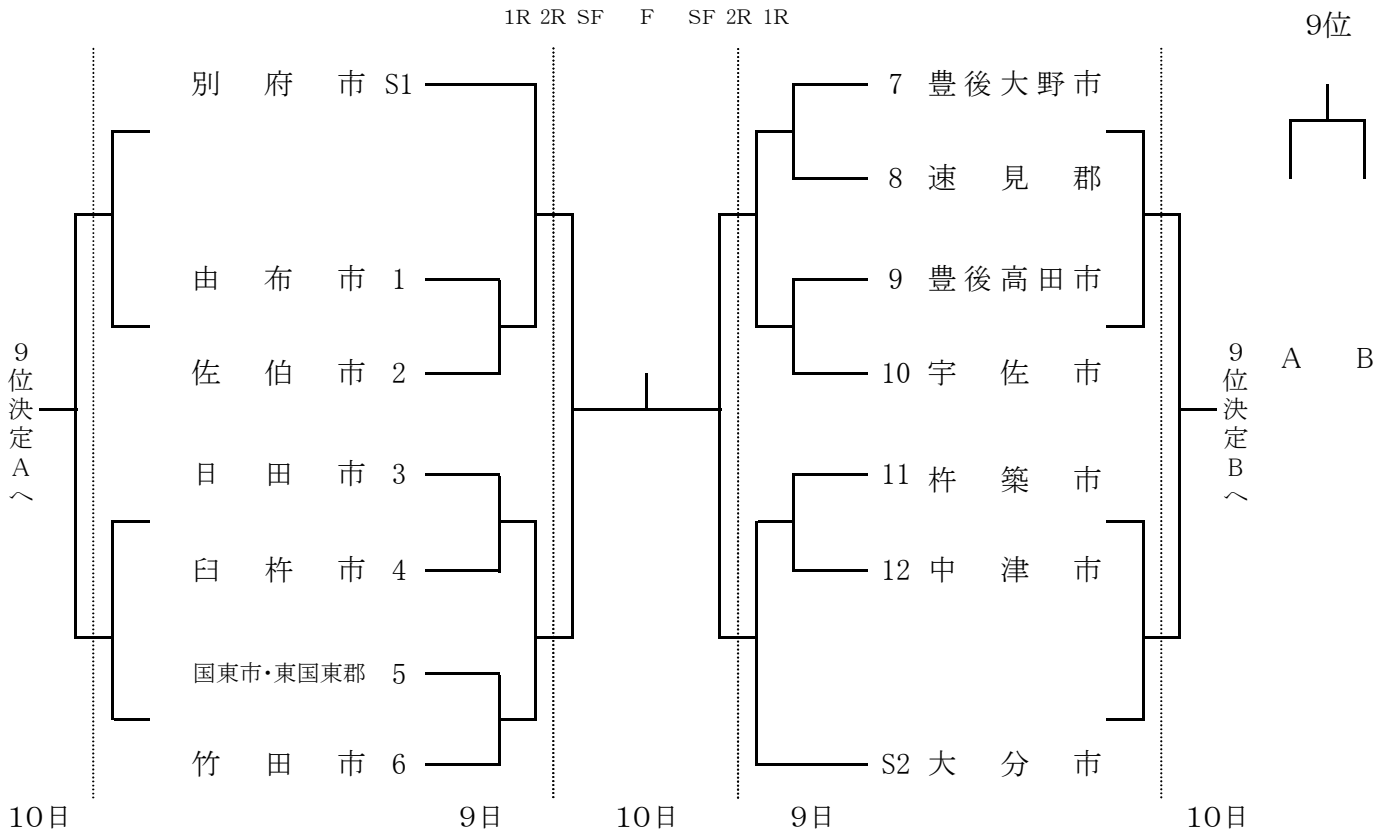 1R 2R SF F SF 2R 1R
9位
別府市 S1
7 豊後大野市
8 速見郡
由布市 1
9 豊後高田市
佐伯市 2
10 宇佐市
9位決定Aへ
9位決定Bへ
A B
日田市 3
11 杵築市
臼杵市 4
12 中津市
国東市・東国東郡 5
竹田市 6
S2 大分市
10日 9日 10日 9日 10日